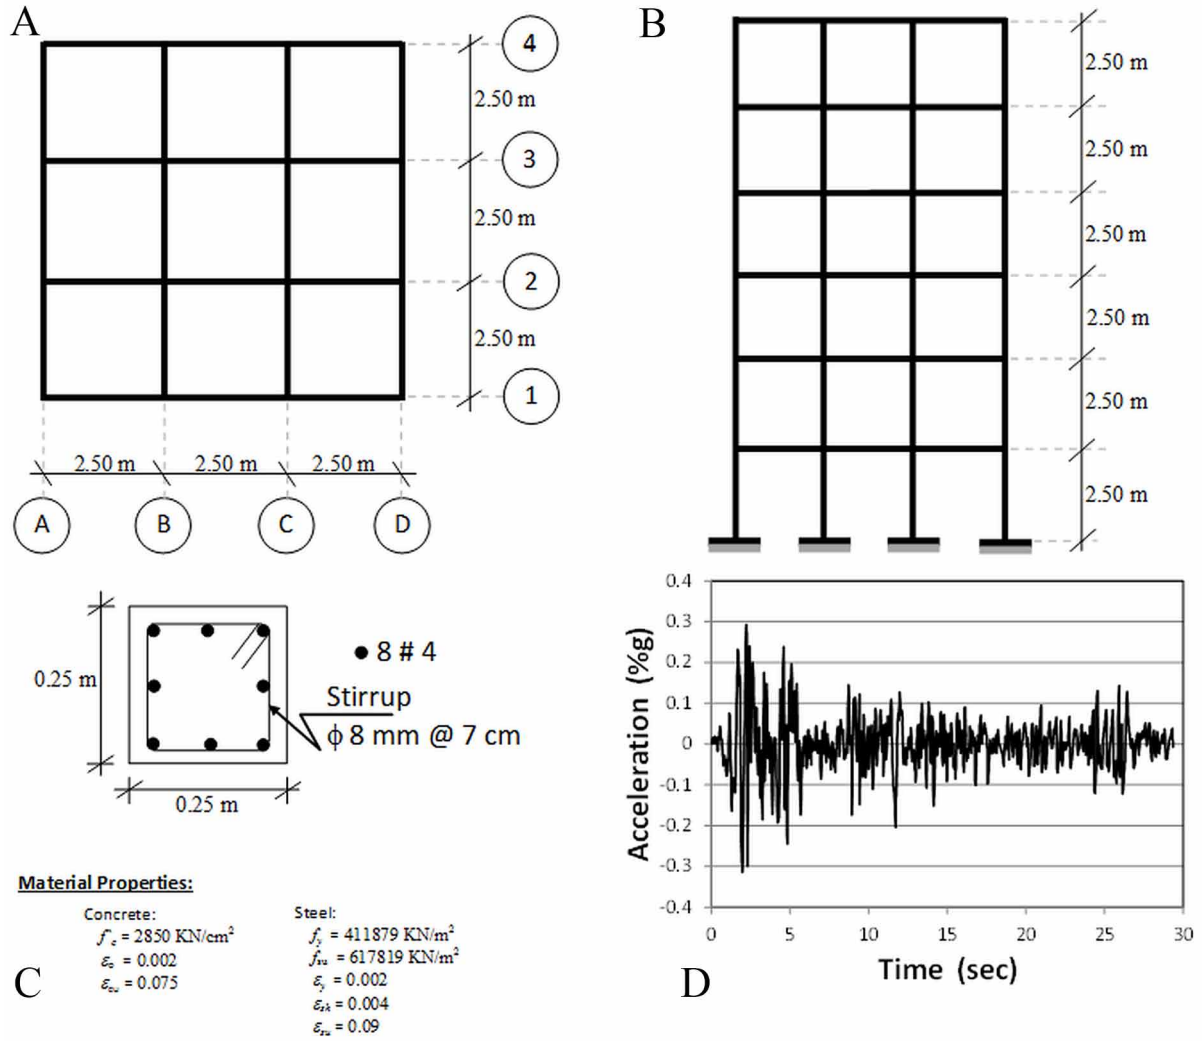 A
4
2.50 m
3
2.50 m
2
2.50 m
1
2.50 m
2.50 m
2.50 m
A
B
C
D
B
2.50 m
2.50 m
2.50 m
2.50 m
2.50 m
2.50 m
0.25 m
8 # 4
Stirrup
ϕ 8 mm @ 7 cm
0.25 m
Material Properties:
Concrete:
f'c = 2850 KN/cm²
εo = 0.002
εcu = 0.075
Steel:
fy = 411879 KN/m²
fsu = 617819 KN/m²
εy = 0.002
εsh = 0.004
εsu = 0.09
C
0.4
0.3
0.2
0.1
0
-0.1
-0.2
-0.3
-0.4
Acceleration (%g)
0 5 10 15 20 25 30
Time (sec)
D